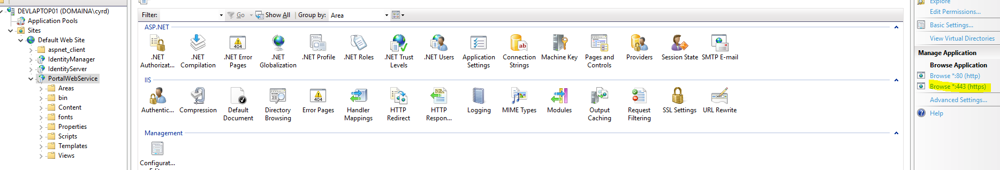 DEVLAPTOP01 (DOMAINA\cyrd)
Application Pools
Sites
Default Web Site
aspnet_client
IdentityManager
IdentityServer
PortalWebService
Areas
bin
Content
fonts
Properties
Scripts
Templates
Views
Filter: Go Show All Group by: Area
ASP.NET
.NET Authorizat...
.NET Compilation
.NET Error Pages
.NET Globalization
.NET Profile
.NET Roles
.NET Trust Levels
.NET Users
Application Settings
Connection Strings
Machine Key
Pages and Controls
Providers
Session State
SMTP E-mail
IIS
Authentic...
Compression
Default Document
Directory Browsing
Error Pages
Handler Mappings
HTTP Redirect
HTTP Respon...
Logging
MIME Types
Modules
Output Caching
Request Filtering
SSL Settings
URL Rewrite
Management
Configurat...
Explore
Edit Permissions...
Basic Settings...
View Virtual Directories
Manage Application
Browse Application
Browse *:80 (http)
Browse *:443 (https)
Advanced Settings...
Help